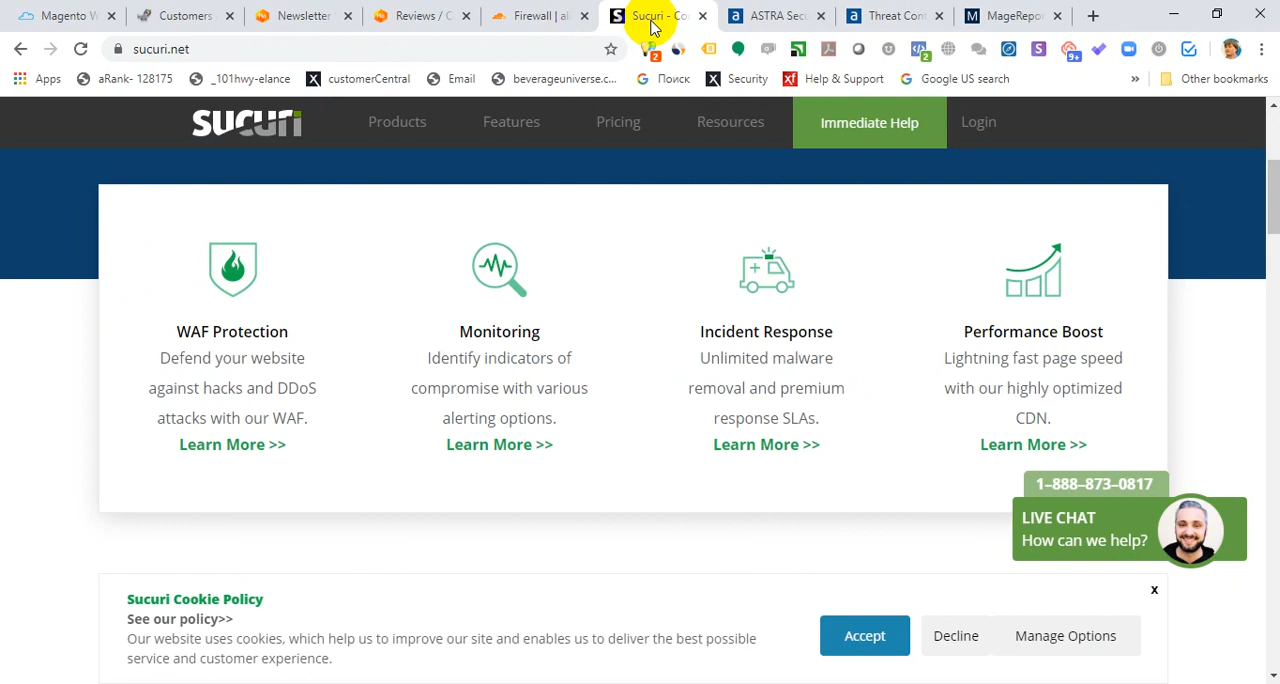 Magento W
Customers
Newsletter
Reviews / C
Firewall | al
Sucuri - Co
ASTRA Secu
Threat Cont
MageRepor
sucuri.net
2
2
9+
Apps
aRank- 128175
_101hwy-elance
customerCentral
Email
beverageuniverse.c...
Поиск
Security
Help & Support
Google US search
»
Other bookmarks
sucuri
Products
Features
Pricing
Resources
Immediate Help
Login
WAF Protection
Defend your website
against hacks and DDoS
attacks with our WAF.
Learn More >>
Monitoring
Identify indicators of
compromise with various
alerting options.
Learn More >>
Incident Response
Unlimited malware
removal and premium
response SLAs.
Learn More >>
Performance Boost
Lightning fast page speed
with our highly optimized
CDN.
Learn More >>
1–888–873–0817
LIVE CHAT
How can we help?
Sucuri Cookie Policy
x
See our policy>>
Our website uses cookies, which help us to improve our site and enables us to deliver the best possible
service and customer experience.
Accept
Decline
Manage Options